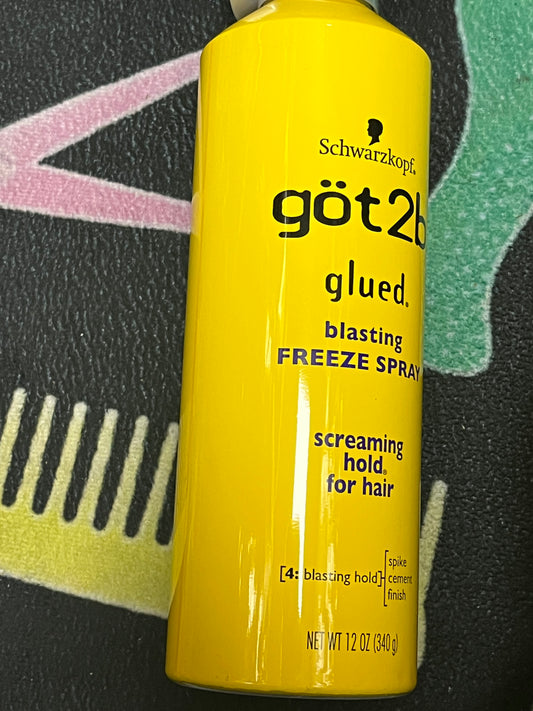 Schwarzkopf®
göt2b
glued®
blasting
FREEZE SPRAY
screaming
hold®
for hair
[4: blasting hold]
spike
cement
finish
NET WT 12 OZ (340 g)